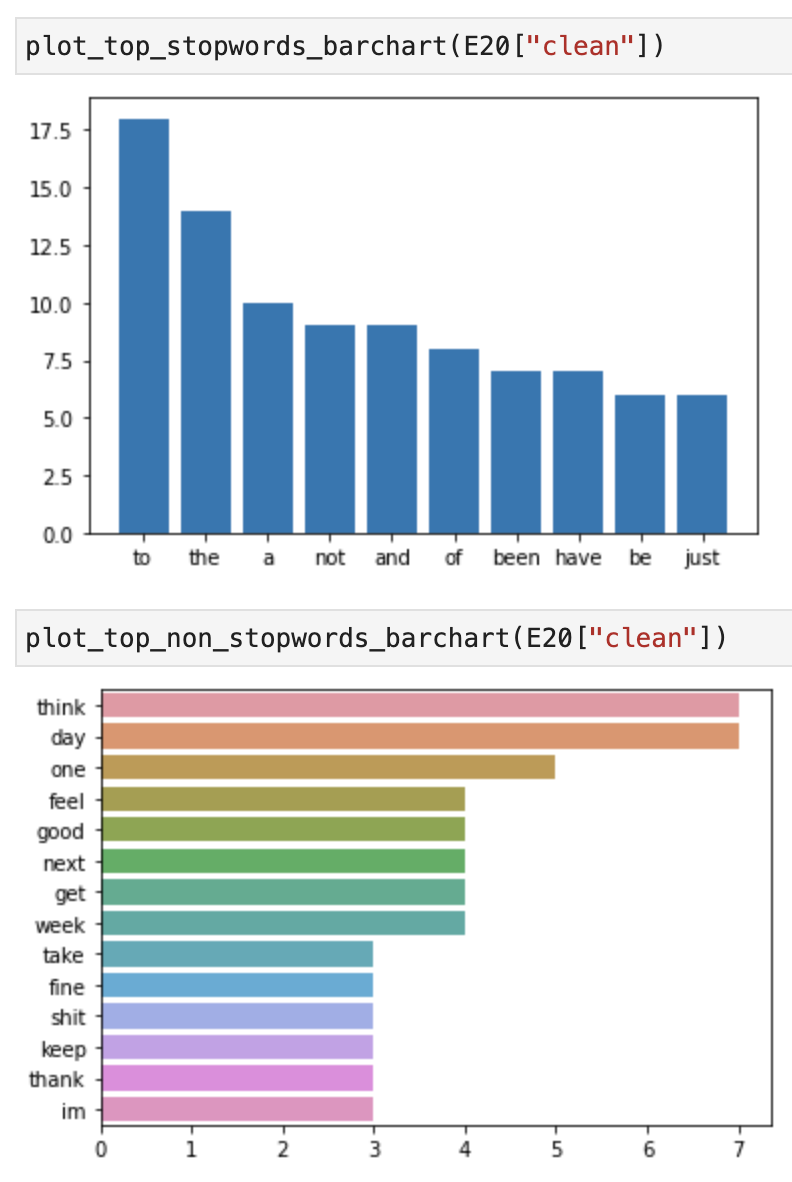 plot_top_stopwords_barchart(E20["clean"])
17.5
15.0
12.5
10.0
7.5
5.0
2.5
0.0
to the a not and of been have be just
plot_top_non_stopwords_barchart(E20["clean"])
think
day
one
feel
good
next
get
week
take
fine
shit
keep
thank
im
0 1 2 3 4 5 6 7